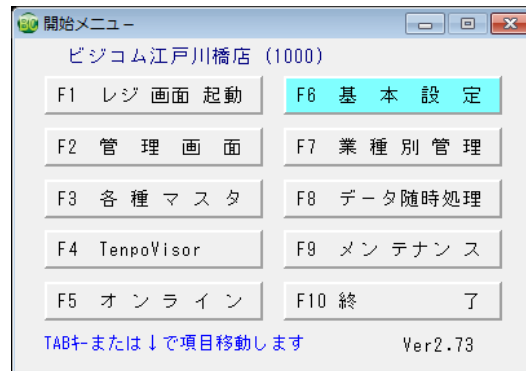 開始メニュー
ビジコム江戸川橋店 (1000)
F1 レジ 画面 起動
F6 基 本 設 定
F2 管 理 画 面
F7 業 種 別 管 理
F3 各 種 マ ス タ
F8 データ随時処理
F4 TenpoVisor
F9 メ ン テ ナ ン ス
F5 オ ン ラ イ ン
F10 終 了
TABキーまたは↓で項目移動します
Ver2.73